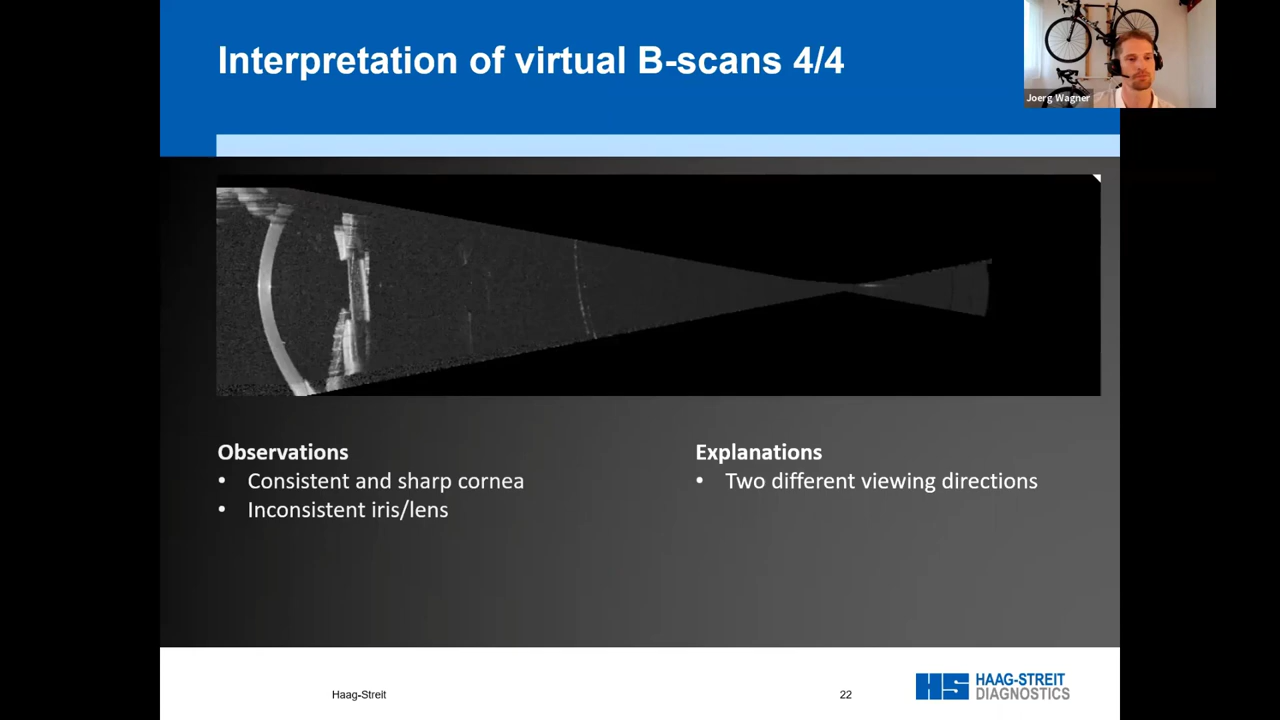 Interpretation of virtual B-scans 4/4
Joerg Wagner
Observations
• Consistent and sharp cornea
• Inconsistent iris/lens
Explanations
• Two different viewing directions
Haag-Streit
22
HS HAAG-STREIT
DIAGNOSTICS